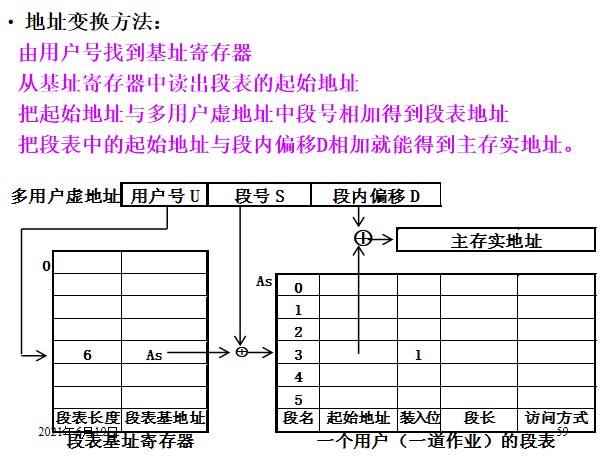 • 地址变换方法：
由用户号找到基址寄存器
从基址寄存器中读出段表的起始地址
把起始地址与多用户虚地址中段号相加得到段表地址
把段表中的起始地址与段内偏移D相加就能得到主存实地址。
多用户虚地址 用户号 U 段号 S 段内偏移 D
主存实地址
0
As
0
1
2
6 As 3 1
4
5
段表长度 段表基地址 段名 起始地址 装入位 段长 访问方式
2021年6月19日 59
段表基址寄存器 一个用户（一道作业）的段表